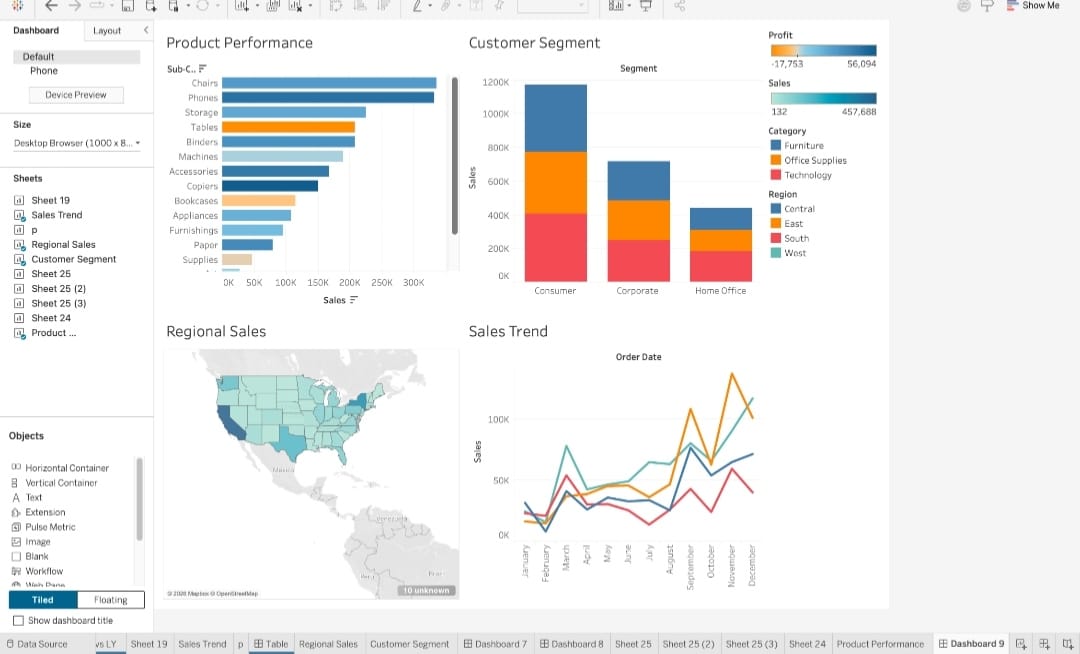 Show Me
Dashboard
Layout
Default
Phone
Device Preview
Size
Desktop Browser (1000 x 8...
Sheets
Sheet 19
Sales Trend
p
Regional Sales
Customer Segment
Sheet 25
Sheet 25 (2)
Sheet 25 (3)
Sheet 24
Product ...
Objects
Horizontal Container
Vertical Container
A Text
Extension
Pulse Metric
Image
Blank
Workflow
Web Page
Tiled
Floating
Show dashboard title
Product Performance
Sub-C..
Chairs
Phones
Storage
Tables
Binders
Machines
Accessories
Copiers
Bookcases
Appliances
Furnishings
Paper
Supplies
0K 50K 100K 150K 200K 250K 300K
Sales
Customer Segment
Segment
Sales
1200K
1000K
800K
600K
400K
200K
0K
Consumer Corporate Home Office
Profit
-17,753 56,094
Sales
132 457,688
Category
Furniture
Office Supplies
Technology
Region
Central
East
South
West
Regional Sales
Mexico
Venezuela
Peru
Brazil
© 2026 Mapbox © OpenStreetMap
10 unknown
Sales Trend
Order Date
Sales
100K
50K
0K
January
February
March
April
May
June
July
August
September
October
November
December
Data Source
vs LY
Sheet 19
Sales Trend
p
Table
Regional Sales
Customer Segment
Dashboard 7
Dashboard 8
Sheet 25
Sheet 25 (2)
Sheet 25 (3)
Sheet 24
Product Performance
Dashboard 9